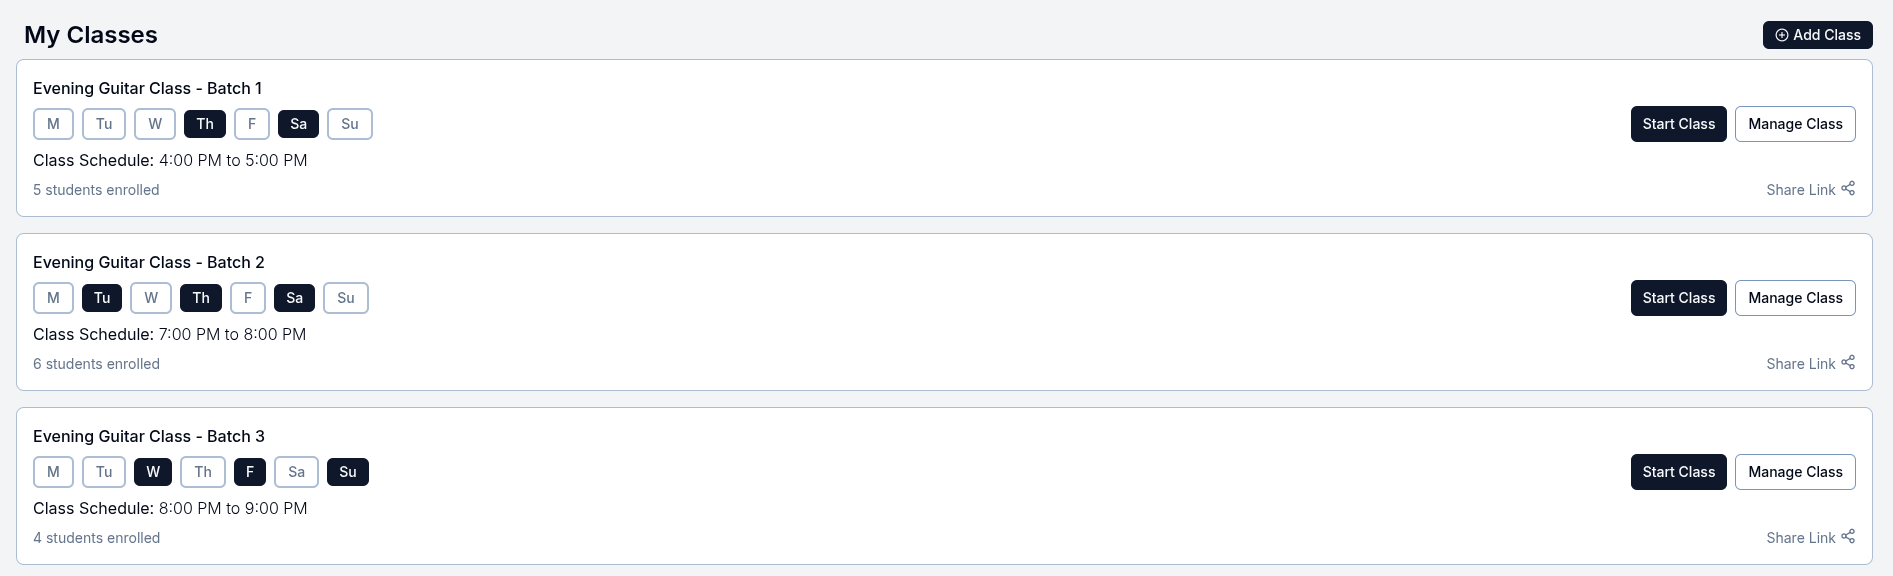 My Classes
Add Class
Evening Guitar Class - Batch 1
M Tu W Th F Sa Su
Start Class Manage Class
Class Schedule: 4:00 PM to 5:00 PM
5 students enrolled
Share Link
Evening Guitar Class - Batch 2
M Tu W Th F Sa Su
Start Class Manage Class
Class Schedule: 7:00 PM to 8:00 PM
6 students enrolled
Share Link
Evening Guitar Class - Batch 3
M Tu W Th F Sa Su
Start Class Manage Class
Class Schedule: 8:00 PM to 9:00 PM
4 students enrolled
Share Link